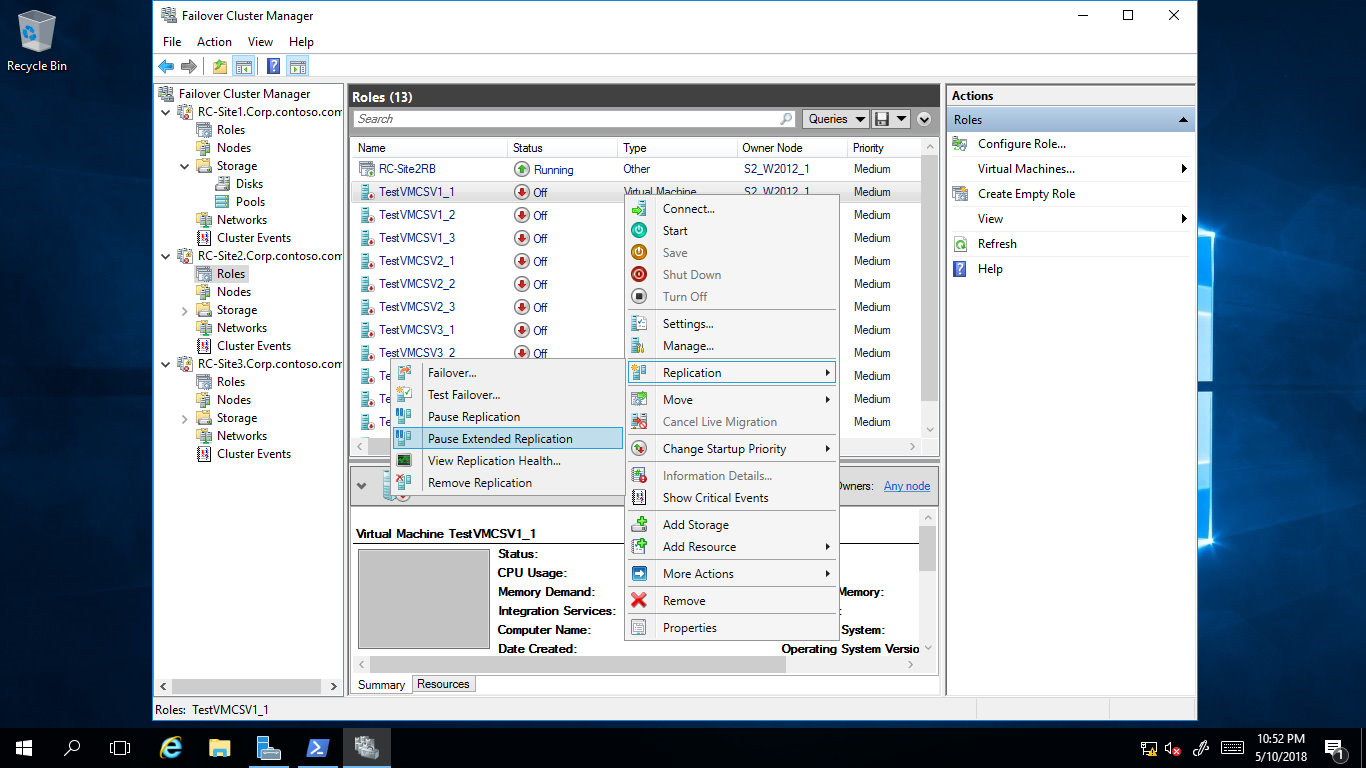 Recycle Bin
Failover Cluster Manager
File Action View Help
Failover Cluster Manager
RC-Site1.Corp.contoso.com
Roles
Nodes
Storage
Disks
Pools
Networks
Cluster Events
RC-Site2.Corp.contoso.com
Roles
Nodes
Storage
Networks
Cluster Events
RC-Site3.Corp.contoso.com
Roles
Nodes
Storage
Networks
Cluster Events
Roles (13)
Search
Queries
Name Status Type Owner Node Priority
RC-Site2RB Running Other S2_W2012_1 Medium
TestVMCSV1_1 Off Virtual Machine S2_W2012_1 Medium
TestVMCSV1_2 Off Medium
TestVMCSV1_3 Off Medium
TestVMCSV2_1 Off Medium
TestVMCSV2_2 Off Medium
TestVMCSV2_3 Off Medium
TestVMCSV3_1 Off Medium
TestVMCSV3_2 Off Medium
Te Medium
Te Medium
Te Medium
Connect...
Start
Save
Shut Down
Turn Off
Settings...
Manage...
Replication
Move
Cancel Live Migration
Change Startup Priority
Information Details...
Show Critical Events
Add Storage
Add Resource
More Actions
Remove
Properties
Failover...
Test Failover...
Pause Replication
Pause Extended Replication
View Replication Health...
Remove Replication
Owners: Any node
Virtual Machine TestVMCSV1_1
Status:
CPU Usage:
Memory Demand: Memory:
Integration Services: :
Computer Name: System:
Date Created: Operating System Versio
Summary Resources
Actions
Roles
Configure Role...
Virtual Machines...
Create Empty Role
View
Refresh
Help
Roles: TestVMCSV1_1
10:52 PM
5/10/2018
1